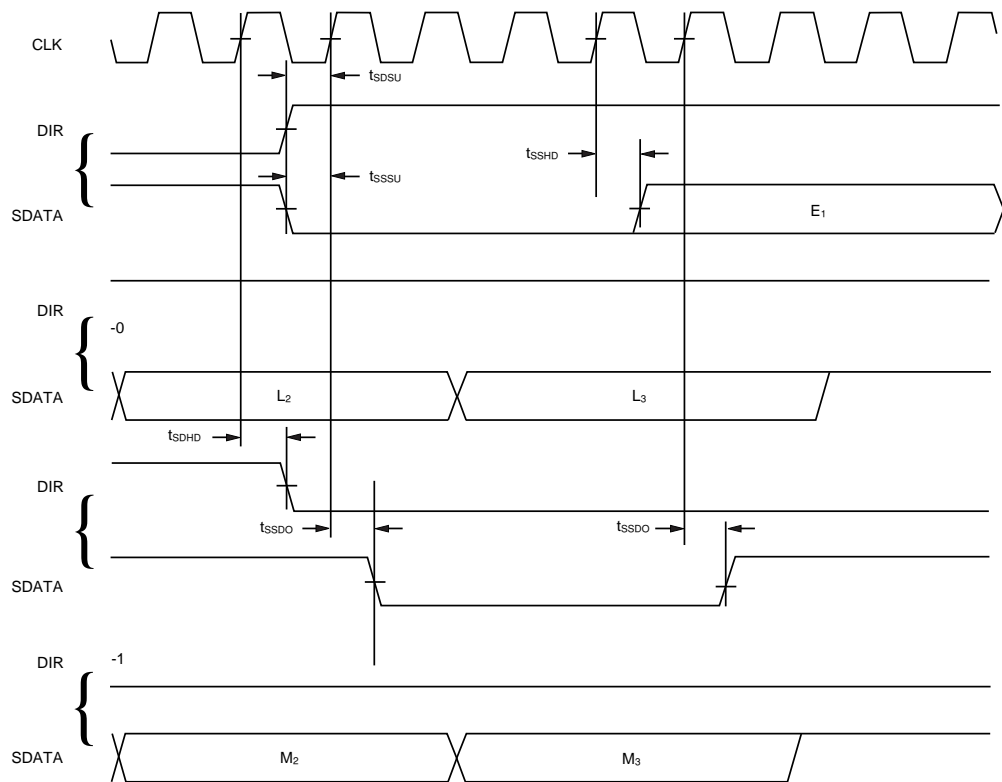 CLK
tSDSU
DIR
tSSHD
tSSSU
SDATA
E1
DIR
-0
SDATA
L2
L3
tSDHD
DIR
tSSDO
tSSDO
SDATA
DIR
-1
SDATA
M2
M3